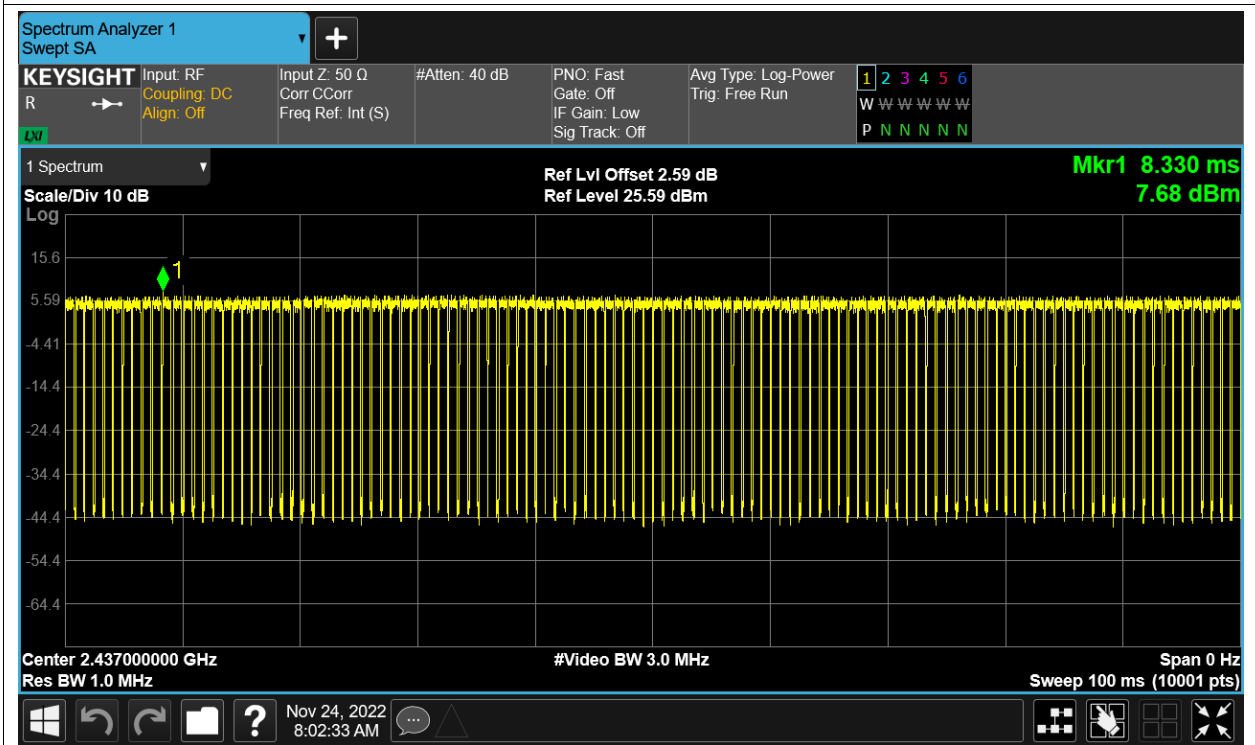 Spectrum Analyzer 1
Swept SA
KEYSIGHT
R
LXI
Input: RF
Coupling: DC
Align: Off
Input Z: 50 Ω
Corr CCorr
Freq Ref: Int (S)
#Atten: 40 dB
PNO: Fast
Gate: Off
IF Gain: Low
Sig Track: Off
Avg Type: Log-Power
Trig: Free Run
1 2 3 4 5 6
W W W W W W
P N N N N N
1 Spectrum
Scale/Div 10 dB
Log
Ref Lvl Offset 2.59 dB
Ref Level 25.59 dBm
Mkr1 8.330 ms
7.68 dBm
1
15.6
5.59
-4.41
-14.4
-24.4
-34.4
-44.4
-54.4
-64.4
Center 2.437000000 GHz
Res BW 1.0 MHz
#Video BW 3.0 MHz
Span 0 Hz
Sweep 100 ms (10001 pts)
?
Nov 24, 2022
8:02:33 AM